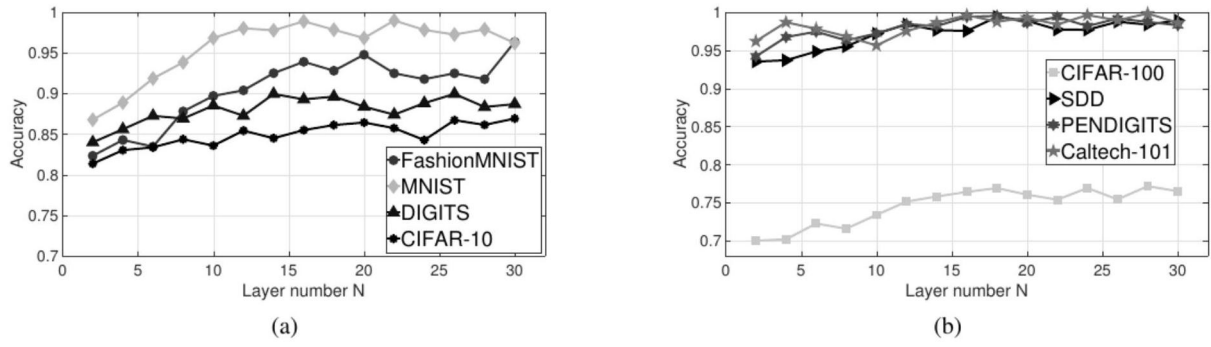 1
0.95
0.9
0.85
0.8
0.75
0.7
Accuracy
0 5 10 15 20 25 30
Layer number N
FashionMNIST
MNIST
DIGITS
CIFAR-10
(a)
1
0.95
0.9
0.85
0.8
0.75
0.7
Accuracy
0 5 10 15 20 25 30
Layer number N
CIFAR-100
SDD
PENDIGITS
Caltech-101
(b)